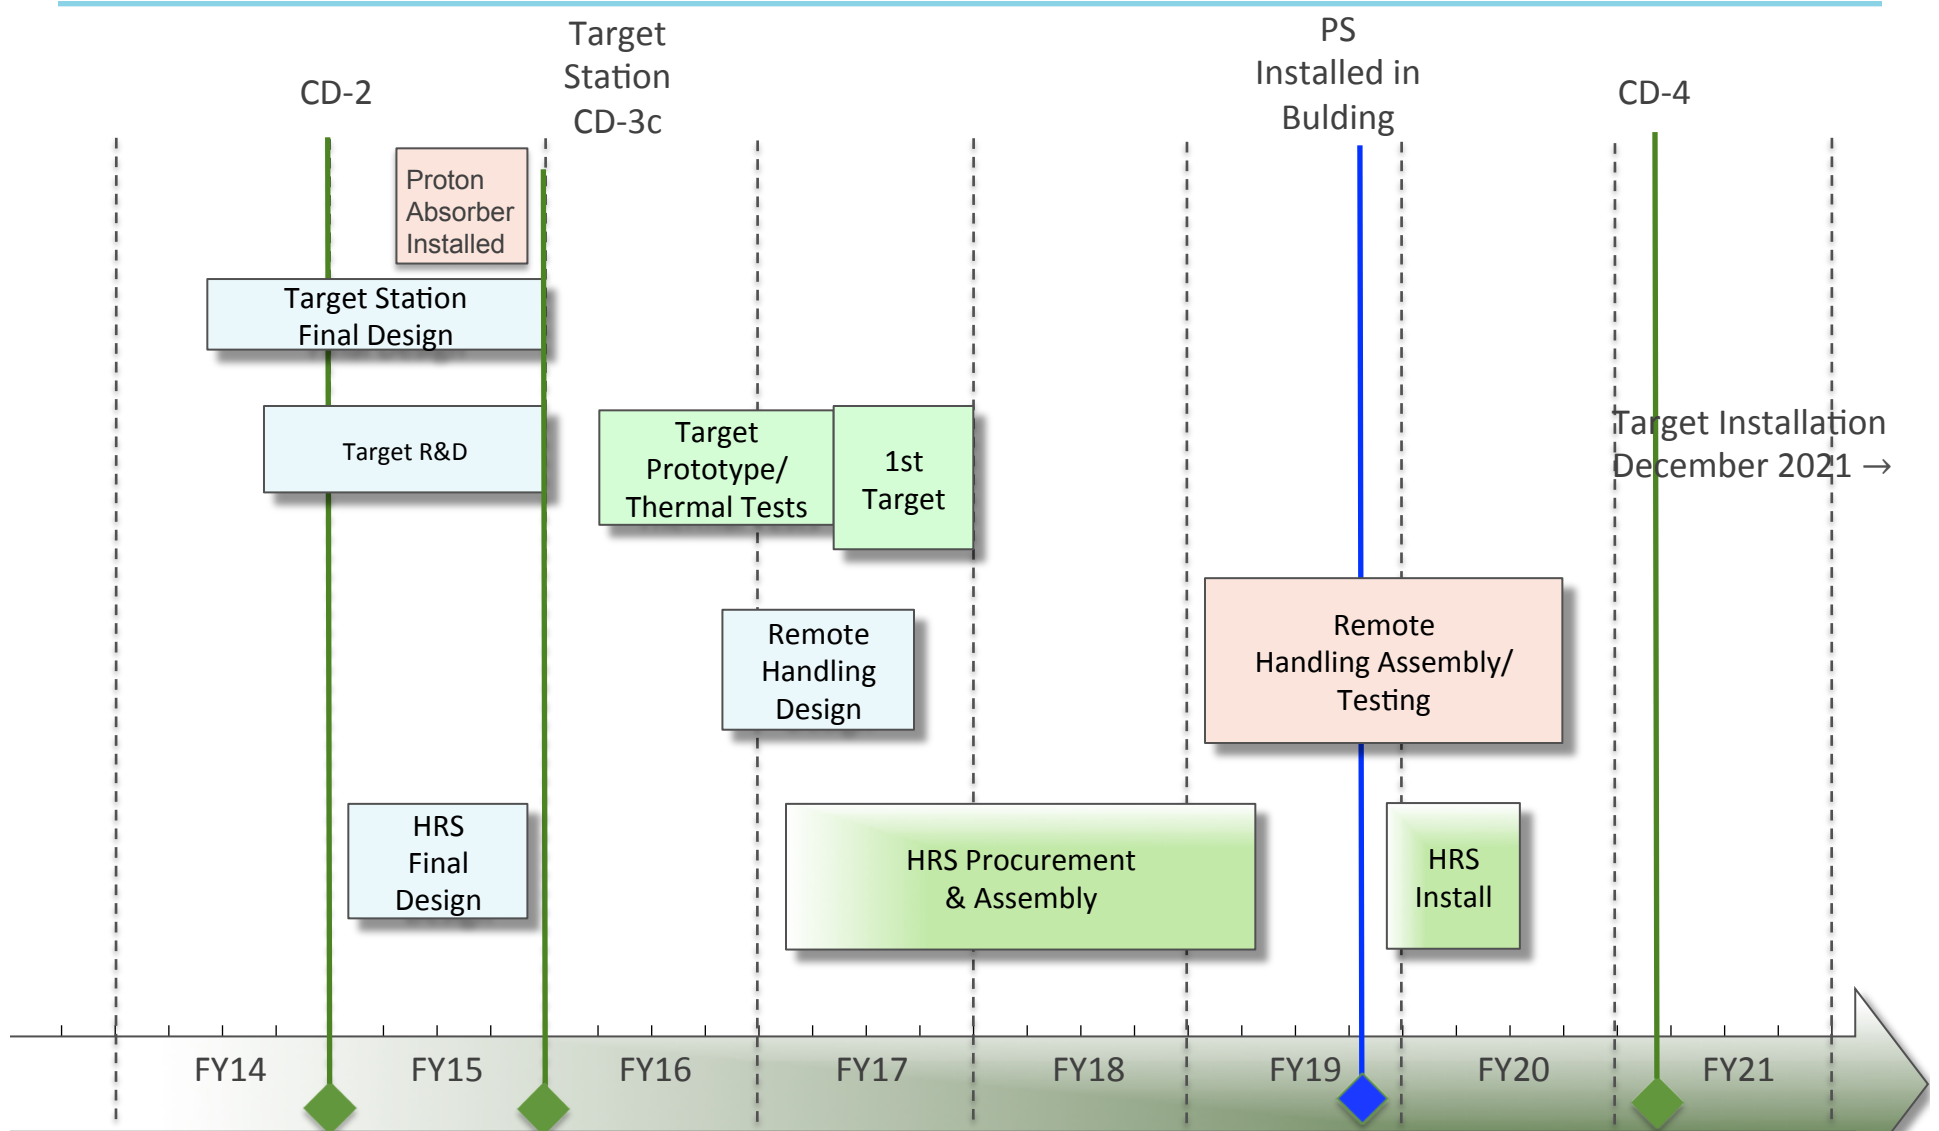 Target
Station
CD-3c
PS
Installed in
Bulding
CD-2
CD-4
Proton
Absorber
Installed
Target Station
Final Design
Target R&D
Target
Prototype/
Thermal Tests
1st
Target
Target Installation
December 2021 →
Remote
Handling
Design
Remote
Handling Assembly/
Testing
HRS
Final
Design
HRS Procurement
& Assembly
HRS
Install
FY14 FY15 FY16 FY17 FY18 FY19 FY20 FY21